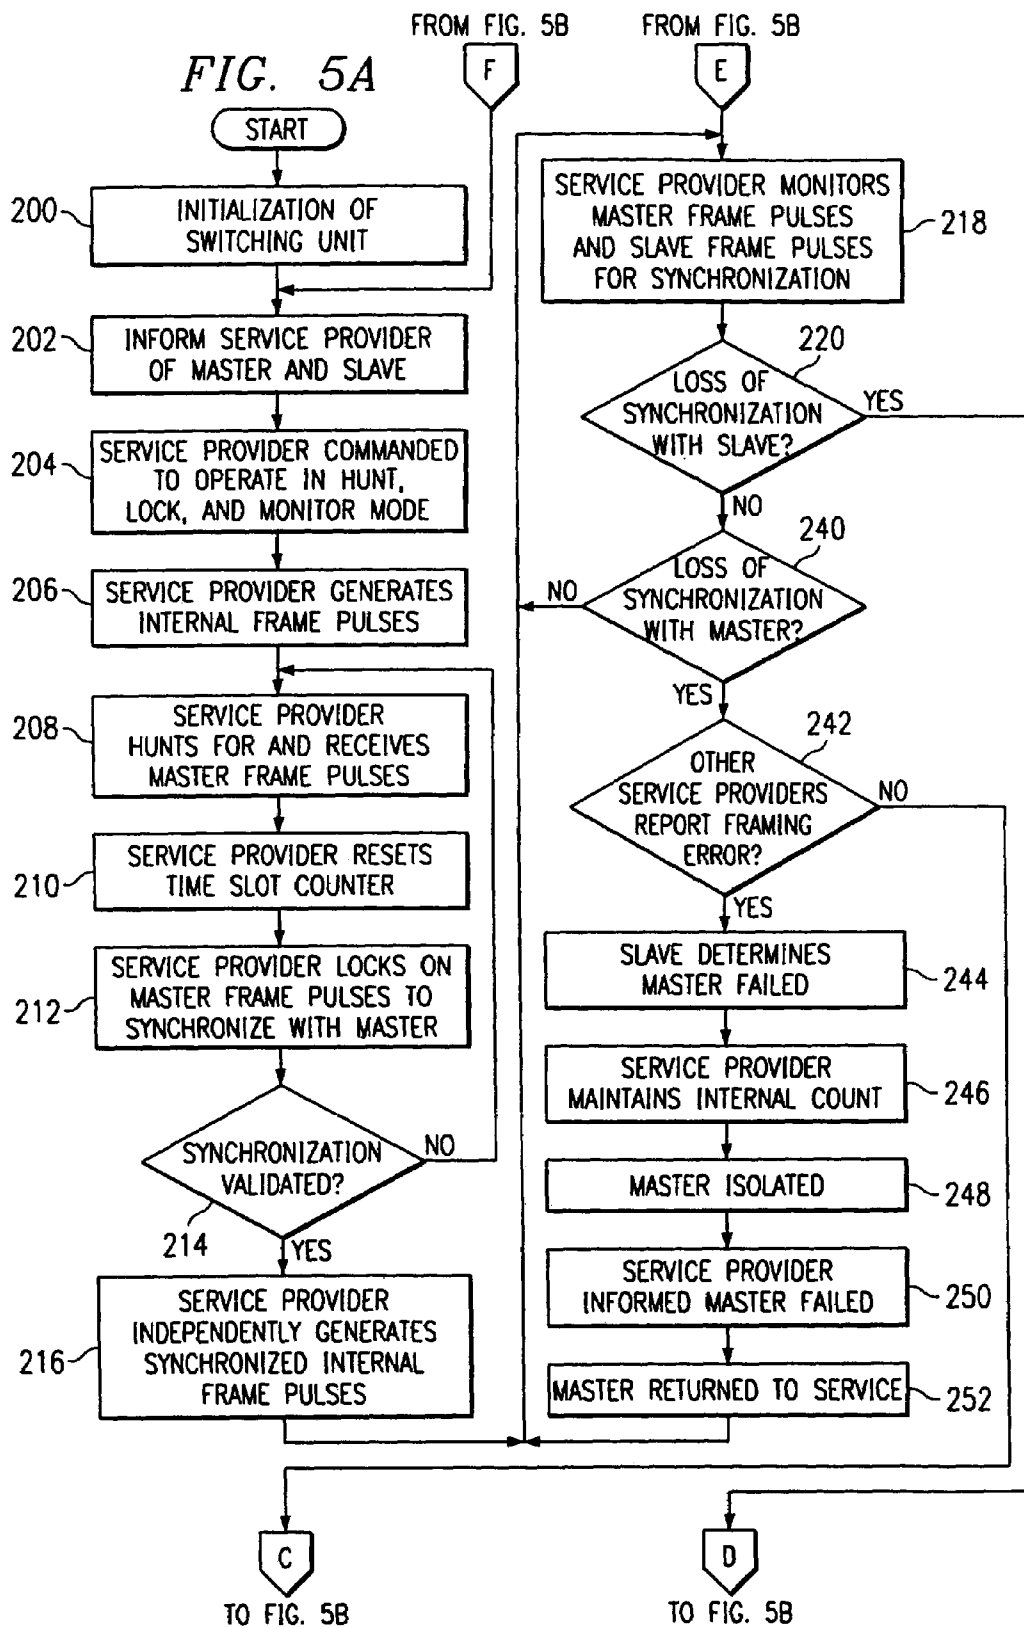 FROM FIG. 5B
FROM FIG. 5B
FIG. 5A
F
E
START
200
INITIALIZATION OF
SWITCHING UNIT
202
INFORM SERVICE PROVIDER
OF MASTER AND SLAVE
204
SERVICE PROVIDER COMMANDED
TO OPERATE IN HUNT,
LOCK, AND MONITOR MODE
206
SERVICE PROVIDER GENERATES
INTERNAL FRAME PULSES
208
SERVICE PROVIDER
HUNTS FOR AND RECEIVES
MASTER FRAME PULSES
210
SERVICE PROVIDER RESETS
TIME SLOT COUNTER
212
SERVICE PROVIDER LOCKS ON
MASTER FRAME PULSES TO
SYNCHRONIZE WITH MASTER
SYNCHRONIZATION
VALIDATED?
NO
214
YES
216
SERVICE PROVIDER
INDEPENDENTLY GENERATES
SYNCHRONIZED INTERNAL
FRAME PULSES
SERVICE PROVIDER MONITORS
MASTER FRAME PULSES
AND SLAVE FRAME PULSES
FOR SYNCHRONIZATION
218
220
LOSS OF
SYNCHRONIZATION
WITH SLAVE?
YES
NO
240
LOSS OF
SYNCHRONIZATION
WITH MASTER?
NO
YES
242
OTHER
SERVICE PROVIDERS
REPORT FRAMING
ERROR?
NO
YES
SLAVE DETERMINES
MASTER FAILED
244
SERVICE PROVIDER
MAINTAINS INTERNAL COUNT
246
MASTER ISOLATED
248
SERVICE PROVIDER
INFORMED MASTER FAILED
250
MASTER RETURNED TO SERVICE
252
C
TO FIG. 5B
D
TO FIG. 5B